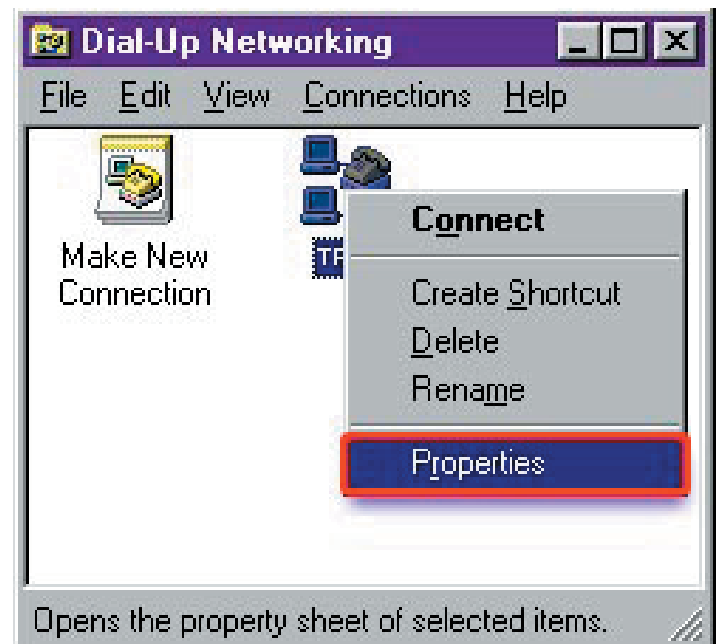 Dial-Up Networking
File Edit View Connections Help
Make New
Connection
Connect
Create Shortcut
Delete
Rename
Properties
Opens the property sheet of selected items.